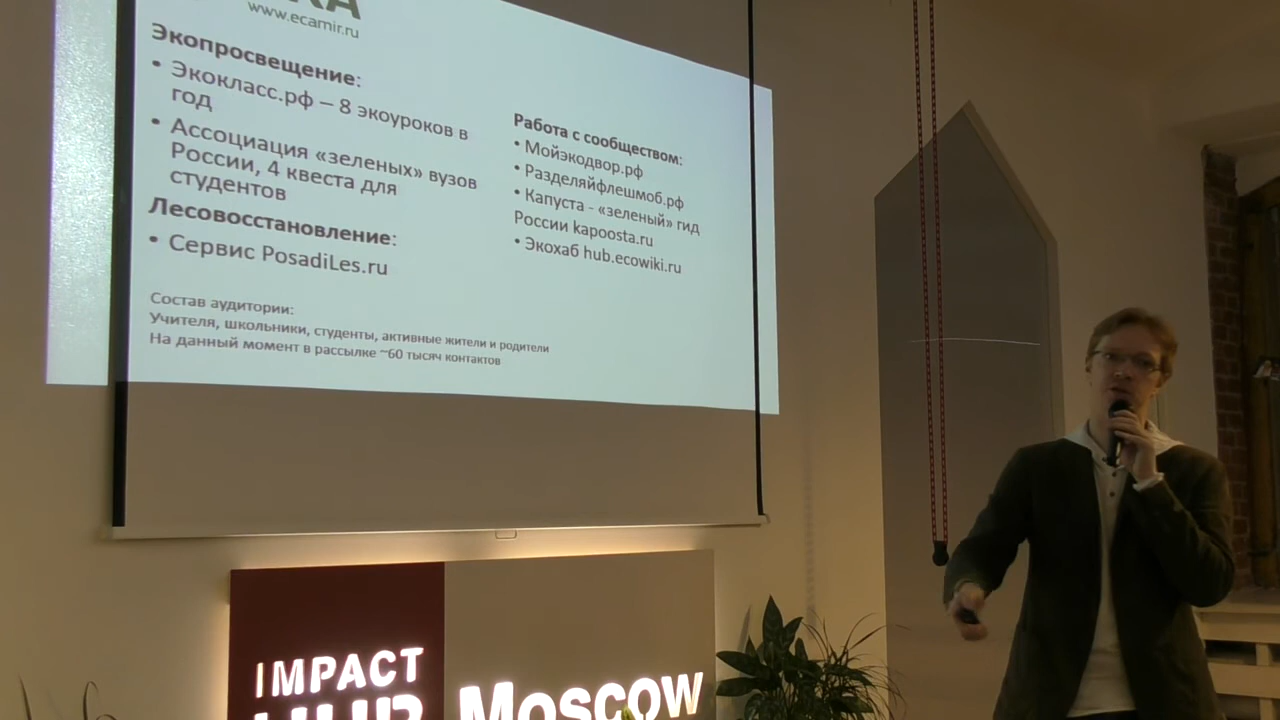 www.ecamir.ru
Экопросвещение:
• Экокласс.рф – 8 экоуроков в
год
• Ассоциация «зеленых» вузов
России, 4 квеста для
студентов
Лесовосстановление:
• Сервис PosadiLes.ru
Работа с сообществом:
• Мойэкодвор.рф
• Разделяйфлешмоб.рф
• Капуста - «зеленый» гид
России kapoosta.ru
• Экохаб hub.ecowiki.ru
Состав аудитории:
Учителя, школьники, студенты, активные жители и родители
На данный момент в рассылке ~60 тысяч контактов
IMPACT
HUB Moscow